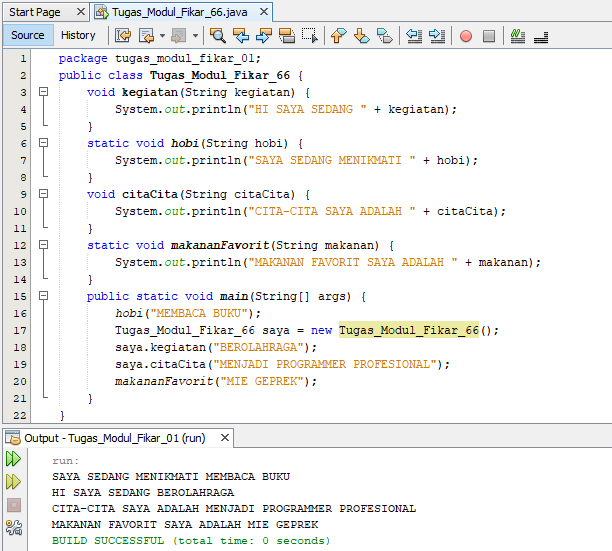 Start Page Tugas_Modul_Fikar_66.java
Source History
1 package tugas_modul_fikar_01;
2 public class Tugas_Modul_Fikar_66 {
3 void kegiatan(String kegiatan) {
4 System.out.println("HI SAYA SEDANG " + kegiatan);
5 }
6 static void hobi(String hobi) {
7 System.out.println("SAYA SEDANG MENIKMATI " + hobi);
8 }
9 void citaCita(String citaCita) {
10 System.out.println("CITA-CITA SAYA ADALAH " + citaCita);
11 }
12 static void makananFavorit(String makanan) {
13 System.out.println("MAKANAN FAVORIT SAYA ADALAH " + makanan);
14 }
15 public static void main(String[] args) {
16 hobi("MEMBACA BUKU");
17 Tugas_Modul_Fikar_66 saya = new Tugas_Modul_Fikar_66();
18 saya.kegiatan("BEROLAHRAGA");
19 saya.citaCita("MENJADI PROGRAMMER PROFESIONAL");
20 makananFavorit("MIE GEPREK");
21 }
22 }
Output - Tugas_Modul_Fikar_01 (run)
run:
SAYA SEDANG MENIKMATI MEMBACA BUKU
HI SAYA SEDANG BEROLAHRAGA
CITA-CITA SAYA ADALAH MENJADI PROGRAMMER PROFESIONAL
MAKANAN FAVORIT SAYA ADALAH MIE GEPREK
BUILD SUCCESSFUL (total time: 0 seconds)